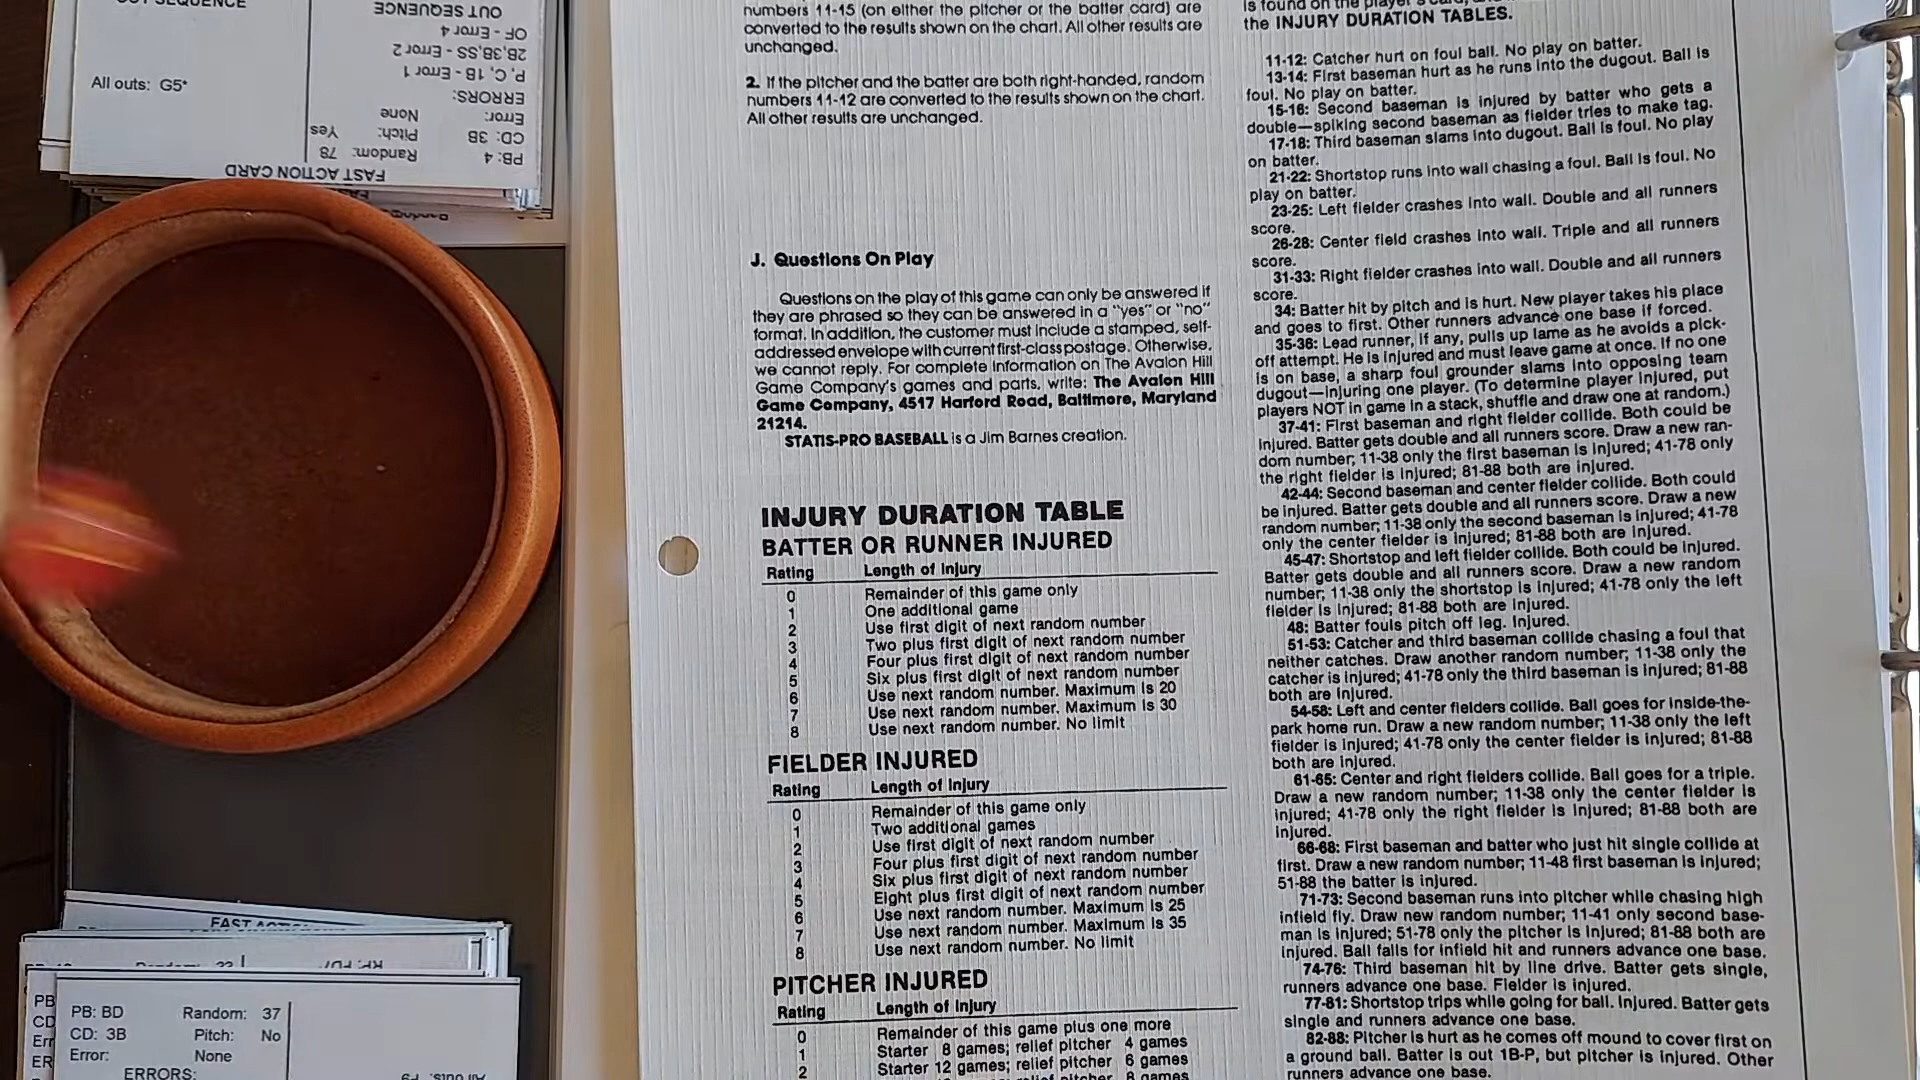 OUT SEQUENCE
All outs: G5*
FAST ACTION CARD
PB: 4 Random: 78
CD: 3B Pitch: Yes
Error: None
ERRORS:
P, C, 1B - Error 1
2B,3B,SS - Error 2
OF - Error 4
OUT SEQUENCE
numbers 11-15 (on either the pitcher or the batter card) are
converted to the results shown on the chart. All other results are
unchanged.
2. If the pitcher and the batter are both right-handed, random
numbers 11-12 are converted to the results shown on the chart.
All other results are unchanged.
J. Questions On Play
Questions on the play of this game can only be answered if
they are phrased so they can be answered in a "yes" or "no"
format. In addition, the customer must include a stamped, self-
addressed envelope with current first-class postage. Otherwise,
we cannot reply. For complete information on The Avalon Hill
Game Company's games and parts, write: The Avalon Hill
Game Company, 4517 Harford Road, Baltimore, Maryland
21214.
STATIS-PRO BASEBALL is a Jim Barnes creation.
INJURY DURATION TABLE
BATTER OR RUNNER INJURED
Rating Length of Injury
0 Remainder of this game only
1 One additional game
2 Use first digit of next random number
3 Two plus first digit of next random number
4 Four plus first digit of next random number
5 Six plus first digit of next random number
6 Use next random number. Maximum is 20
7 Use next random number. Maximum is 30
8 Use next random number. No limit
FIELDER INJURED
Rating Length of Injury
0 Remainder of this game only
1 Two additional games
2 Use first digit of next random number
3 Four plus first digit of next random number
4 Six plus first digit of next random number
5 Eight plus first digit of next random number
6 Use next random number. Maximum is 25
7 Use next random number. Maximum is 35
8 Use next random number. No limit
PITCHER INJURED
Rating Length of Injury
0 Remainder of this game plus one more
1 Starter 8 games; relief pitcher 4 games
2 Starter 12 games; relief pitcher 6 games
is found on the player's card, and
the INJURY DURATION TABLES.
11-12: Catcher hurt on foul ball. No play on batter.
13-14: First baseman hurt as he runs into the dugout. Ball is
foul. No play on batter.
15-16: Second baseman is injured by batter who gets a
double—spiking second baseman as fielder tries to make tag.
17-18: Third baseman slams into dugout. Ball is foul. No play
on batter.
21-22: Shortstop runs into wall chasing a foul. Ball is foul. No
play on batter.
23-25: Left fielder crashes into wall. Double and all runners
score.
26-28: Center field crashes into wall. Triple and all runners
score.
31-33: Right fielder crashes into wall. Double and all runners
score.
34: Batter hit by pitch and is hurt. New player takes his place
and goes to first. Other runners advance one base if forced.
35-36: Lead runner, if any, pulls up lame as he avoids a pick-
off attempt. He is injured and must leave game at once. If no one
is on base, a sharp foul grounder slams into opposing team
dugout—injuring one player. (To determine player injured, put
players NOT in game in a stack, shuffle and draw one at random.)
37-41: First baseman and right fielder collide. Both could be
injured. Batter gets double and all runners score. Draw a new ran-
dom number; 11-38 only the first baseman is injured; 41-78 only
the right fielder is injured; 81-88 both are injured.
42-44: Second baseman and center fielder collide. Both could
be injured. Batter gets double and all runners score. Draw a new
random number; 11-38 only the second baseman is injured; 41-78
only the center fielder is injured; 81-88 both are injured.
45-47: Shortstop and left fielder collide. Both could be injured.
Batter gets double and all runners score. Draw a new random
number; 11-38 only the shortstop is injured; 41-78 only the left
fielder is injured; 81-88 both are injured.
48: Batter fouls pitch off leg. Injured.
51-53: Catcher and third baseman collide chasing a foul that
neither catches. Draw another random number; 11-38 only the
catcher is injured; 41-78 only the third baseman is injured; 81-88
both are injured.
54-58: Left and center fielders collide. Ball goes for inside-the-
park home run. Draw a new random number; 11-38 only the left
fielder is injured; 41-78 only the center fielder is injured; 81-88
both are injured.
61-65: Center and right fielders collide. Ball goes for a triple.
Draw a new random number; 11-38 only the center fielder is
injured; 41-78 only the right fielder is injured; 81-88 both are
injured.
66-68: First baseman and batter who just hit single collide at
first. Draw a new random number; 11-48 first baseman is injured;
51-88 the batter is injured.
71-73: Second baseman runs into pitcher while chasing high
infield fly. Draw new random number; 11-41 only second base-
man is injured; 51-78 only the pitcher is injured; 81-88 both are
injured. Ball falls for infield hit and runners advance one base.
74-76: Third baseman hit by line drive. Batter gets single,
runners advance one base. Fielder is injured.
77-81: Shortstop trips while going for ball. Injured. Batter gets
single and runners advance one base.
82-88: Pitcher is hurt as he comes off mound to cover first on
a ground ball. Batter is out 1B-P, but pitcher is injured. Other
runners advance one base.
FAST ACTION
PB
CD
ER
PB: BD Random: 37
CD: 3B Pitch: No
Error: None
ERRORS: